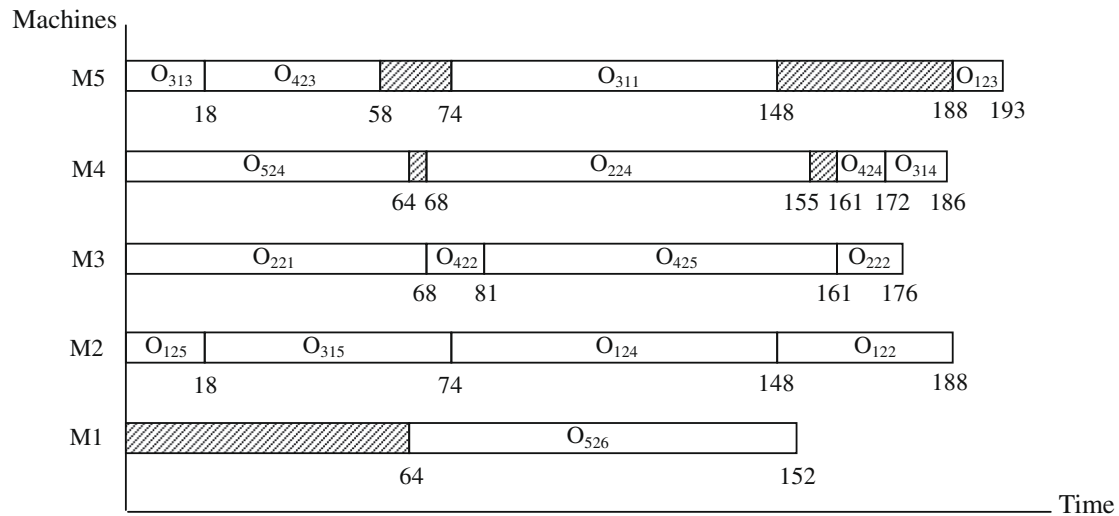 Machines
M5 O₃₁₃ O₄₂₃ O₃₁₁ O₁₂₃
18 58 74 148 188 193
M4 O₅₂₄ O₂₂₄ O₄₂₄ O₃₁₄
64 68 155 161 172 186
M3 O₂₂₁ O₄₂₂ O₄₂₅ O₂₂₂
68 81 161 176
M2 O₁₂₅ O₃₁₅ O₁₂₄ O₁₂₂
18 74 148 188
M1 O₅₂₆
64 152
Time